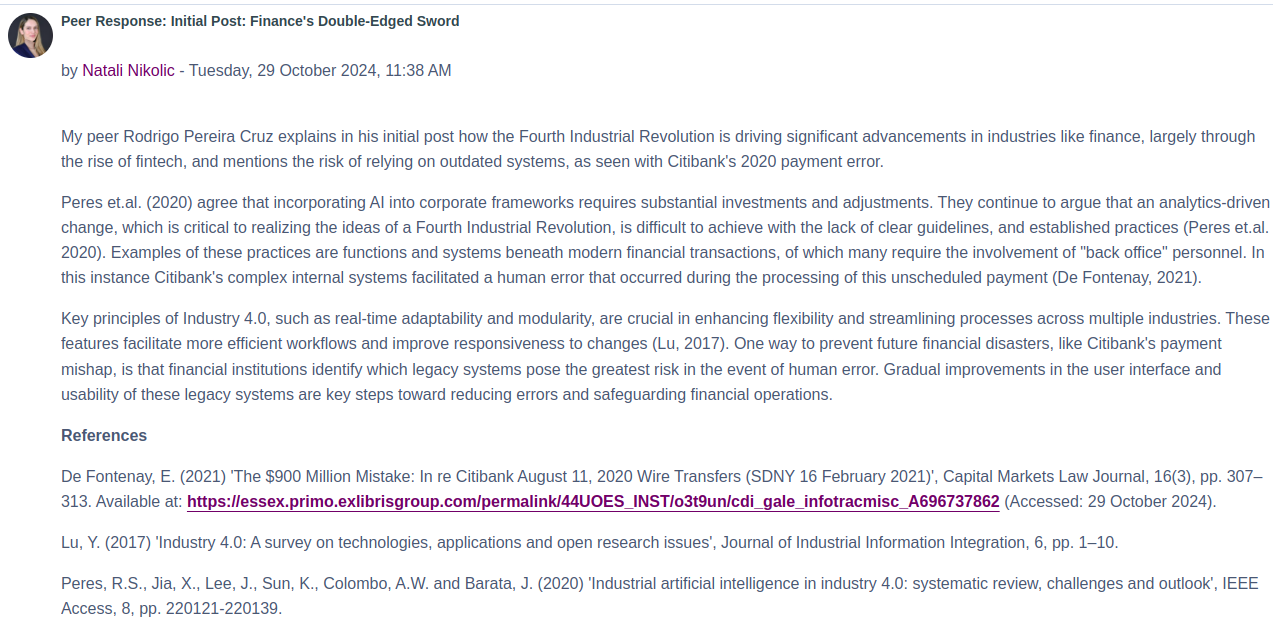 Peer Response: Initial Post: Finance's Double-Edged Sword
by Natali Nikolic - Tuesday, 29 October 2024, 11:38 AM
My peer Rodrigo Pereira Cruz explains in his initial post how the Fourth Industrial Revolution is driving significant advancements in industries like finance, largely through
the rise of fintech, and mentions the risk of relying on outdated systems, as seen with Citibank's 2020 payment error.
Peres et.al. (2020) agree that incorporating AI into corporate frameworks requires substantial investments and adjustments. They continue to argue that an analytics-driven
change, which is critical to realizing the ideas of a Fourth Industrial Revolution, is difficult to achieve with the lack of clear guidelines, and established practices (Peres et.al.
2020). Examples of these practices are functions and systems beneath modern financial transactions, of which many require the involvement of "back office" personnel. In
this instance Citibank's complex internal systems facilitated a human error that occurred during the processing of this unscheduled payment (De Fontenay, 2021).
Key principles of Industry 4.0, such as real-time adaptability and modularity, are crucial in enhancing flexibility and streamlining processes across multiple industries. These
features facilitate more efficient workflows and improve responsiveness to changes (Lu, 2017). One way to prevent future financial disasters, like Citibank's payment
mishap, is that financial institutions identify which legacy systems pose the greatest risk in the event of human error. Gradual improvements in the user interface and
usability of these legacy systems are key steps toward reducing errors and safeguarding financial operations.
References
De Fontenay, E. (2021) 'The $900 Million Mistake: In re Citibank August 11, 2020 Wire Transfers (SDNY 16 February 2021)', Capital Markets Law Journal, 16(3), pp. 307–
313. Available at: https://essex.primo.exlibrisgroup.com/permalink/44UOES_INST/o3t9un/cdi_gale_infotracmisc_A696737862 (Accessed: 29 October 2024).
Lu, Y. (2017) 'Industry 4.0: A survey on technologies, applications and open research issues', Journal of Industrial Information Integration, 6, pp. 1–10.
Peres, R.S., Jia, X., Lee, J., Sun, K., Colombo, A.W. and Barata, J. (2020) 'Industrial artificial intelligence in industry 4.0: systematic review, challenges and outlook', IEEE
Access, 8, pp. 220121-220139.